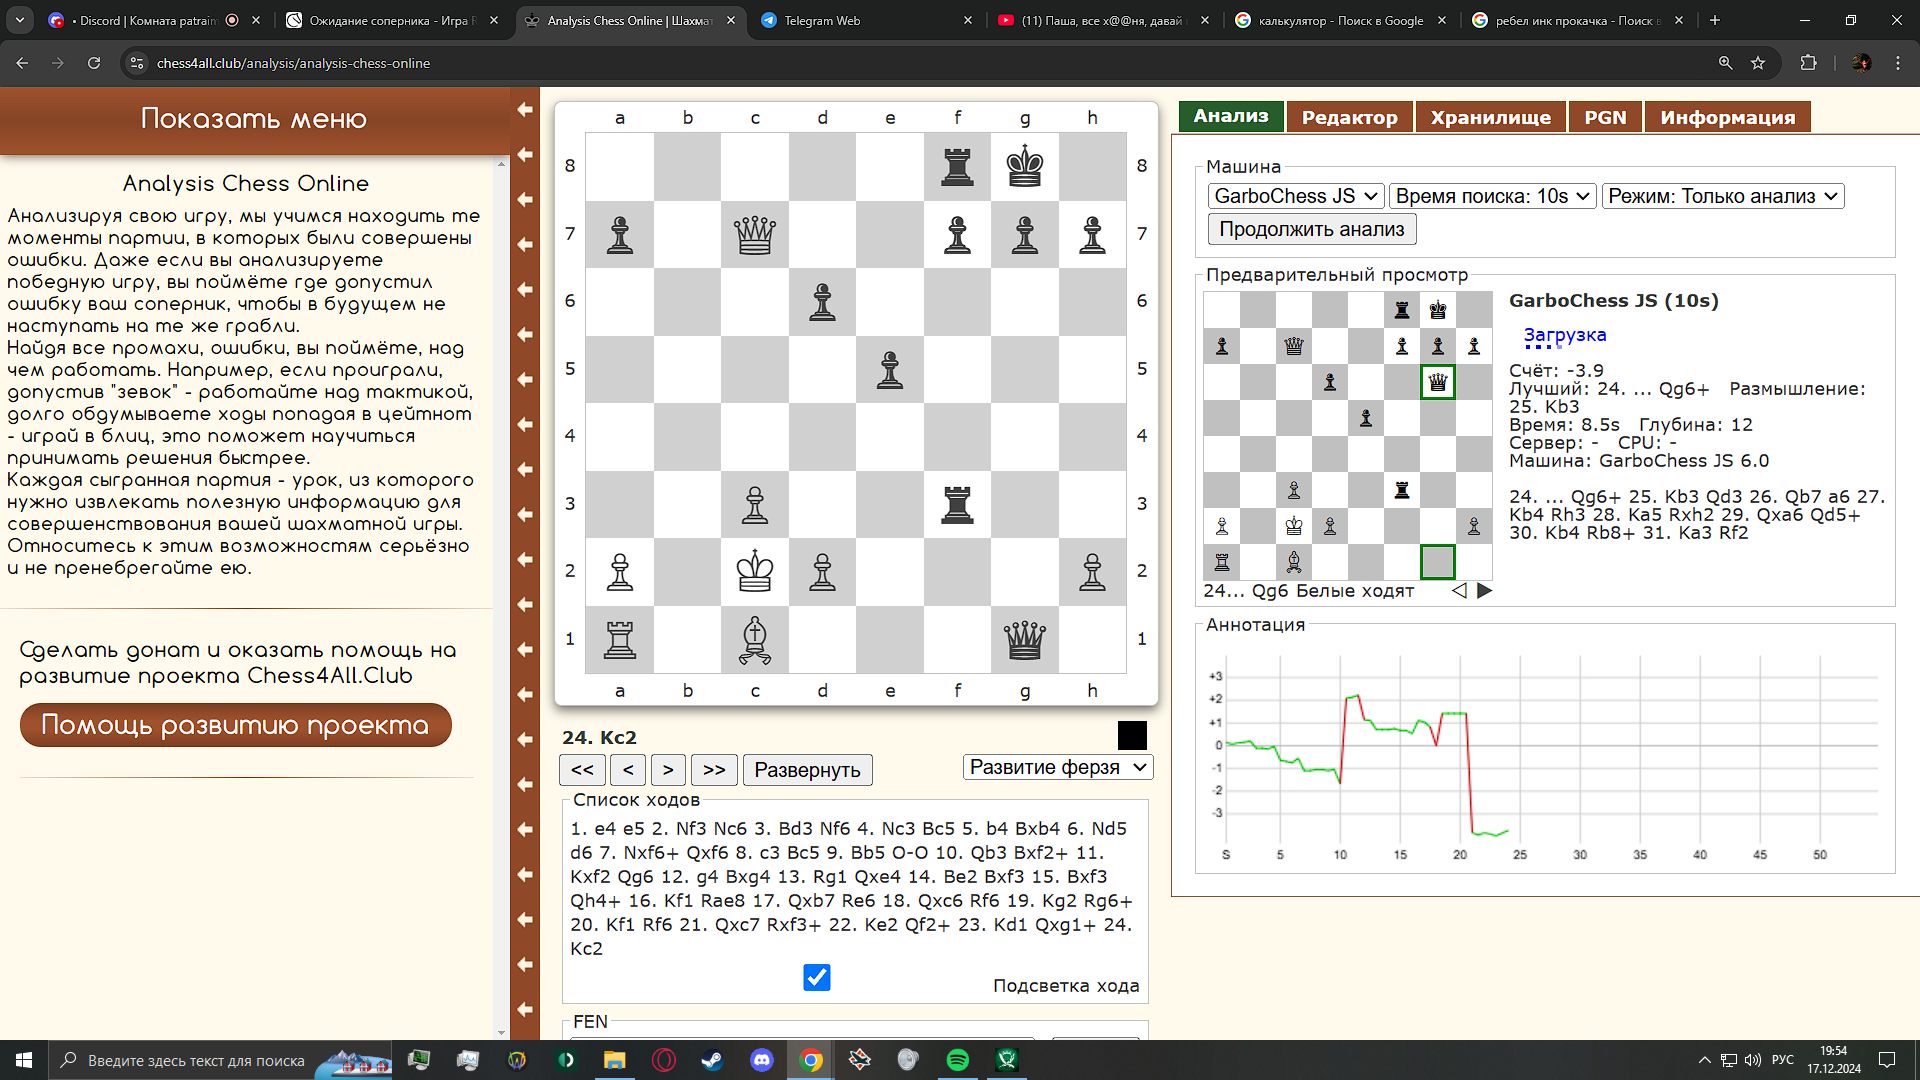 • Discord | Комната patraim
Ожидание соперника - Игра R
Analysis Chess Online | Шахмат
Telegram Web
(11) Паша, все х@@ня, давай
калькулятор - Поиск в Google
ребел инк прокачка - Поиск в
chess4all.club/analysis/analysis-chess-online
Показать меню
Analysis Chess Online
Анализируя свою игру, мы учимся находить те
моменты партии, в которых были совершены
ошибки. Даже если вы анализируете
победную игру, вы поймёте где допустил
ошибку ваш соперник, чтобы в будущем не
наступать на те же грабли.
Найдя все промахи, ошибки, вы поймёте, над
чем работать. Например, если проиграли,
допустив "зевок" - работайте над тактикой,
долго обдумываете ходы попадая в цейтнот
- играй в блиц, это поможет научиться
принимать решения быстрее.
Каждая сыгранная партия - урок, из которого
нужно извлекать полезную информацию для
совершенствования вашей шахматной игры.
Относитесь к этим возможностям серьёзно
и не пренебрегайте ею.
Сделать донат и оказать помощь на
развитие проекта Chess4All.Club
Помощь развитию проекта
a b c d e f g h
8 8
7 7
6 6
5 5
4 4
3 3
2 2
1 1
a b c d e f g h
24. Kc2
<< < > >> Развернуть Развитие ферзя
Список ходов
1. e4 e5 2. Nf3 Nc6 3. Bd3 Nf6 4. Nc3 Bc5 5. b4 Bxb4 6. Nd5
d6 7. Nxf6+ Qxf6 8. c3 Bc5 9. Bb5 O-O 10. Qb3 Bxf2+ 11.
Kxf2 Qg6 12. g4 Bxg4 13. Rg1 Qxe4 14. Be2 Bxf3 15. Bxf3
Qh4+ 16. Kf1 Rae8 17. Qxb7 Re6 18. Qxc6 Rf6 19. Kg2 Rg6+
20. Kf1 Rf6 21. Qxc7 Rxf3+ 22. Ke2 Qf2+ 23. Kd1 Qxg1+ 24.
Kc2
Подсветка хода
FEN
Анализ Редактор Хранилище PGN Информация
Машина
GarboChess JS Время поиска: 10s Режим: Только анализ
Продолжить анализ
Предварительный просмотр
GarboChess JS (10s)
Загрузка
Счёт: -3.9
Лучший: 24. ... Qg6+ Размышление:
25. Kb3
Время: 8.5s Глубина: 12
Сервер: - CPU: -
Машина: GarboChess JS 6.0
24. ... Qg6+ 25. Kb3 Qd3 26. Qb7 a6 27.
Kb4 Rh3 28. Ka5 Rxh2 29. Qxa6 Qd5+
30. Kb4 Rb8+ 31. Ka3 Rf2
24... Qg6 Белые ходят
Аннотация
+3
+2
+1
0
-1
-2
-3
S 5 10 15 20 25 30 35 40 45 50
Введите здесь текст для поиска
РУС
19:54
17.12.2024